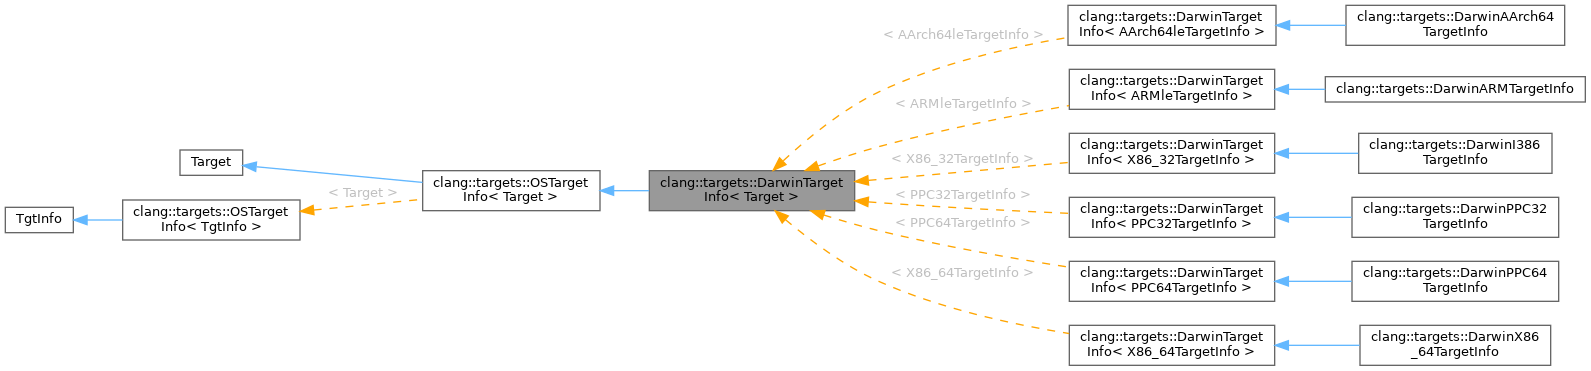 TgtInfo
Target
clang::targets::OSTarget
Info< TgtInfo >
< Target >
clang::targets::OSTarget
Info< Target >
clang::targets::DarwinTarget
Info< Target >
< AArch64leTargetInfo >
< ARMleTargetInfo >
< X86_32TargetInfo >
< PPC32TargetInfo >
< PPC64TargetInfo >
< X86_64TargetInfo >
clang::targets::DarwinTarget
Info< AArch64leTargetInfo >
clang::targets::DarwinAArch64
TargetInfo
clang::targets::DarwinTarget
Info< ARMleTargetInfo >
clang::targets::DarwinARMTargetInfo
clang::targets::DarwinTarget
Info< X86_32TargetInfo >
clang::targets::DarwinI386
TargetInfo
clang::targets::DarwinTarget
Info< PPC32TargetInfo >
clang::targets::DarwinPPC32
TargetInfo
clang::targets::DarwinTarget
Info< PPC64TargetInfo >
clang::targets::DarwinPPC64
TargetInfo
clang::targets::DarwinTarget
Info< X86_64TargetInfo >
clang::targets::DarwinX86
_64TargetInfo